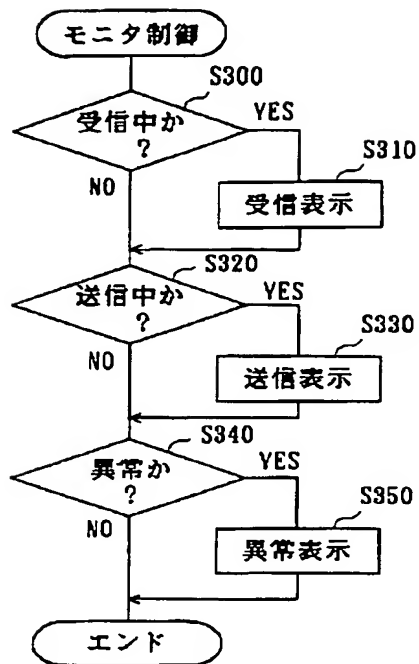 モニタ制御
S300
受信中か
?
YES
NO
S310
受信表示
S320
送信中か
?
YES
NO
S330
送信表示
S340
異常か
?
YES
NO
S350
異常表示
エンド